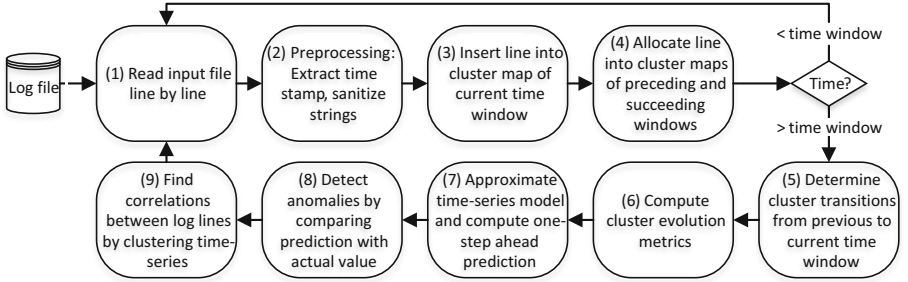 Log file
(1) Read input file
line by line
(2) Preprocessing:
Extract time
stamp, sanitize
strings
(3) Insert line into
cluster map of
current time
window
(4) Allocate line
into cluster maps
of preceding and
succeeding
windows
< time window
Time?
> time window
(5) Determine
cluster transitions
from previous to
current time
window
(6) Compute
cluster evolution
metrics
(7) Approximate
time-series model
and compute one-
step ahead
prediction
(8) Detect
anomalies by
comparing
prediction with
actual value
(9) Find
correlations
between log lines
by clustering time-
series